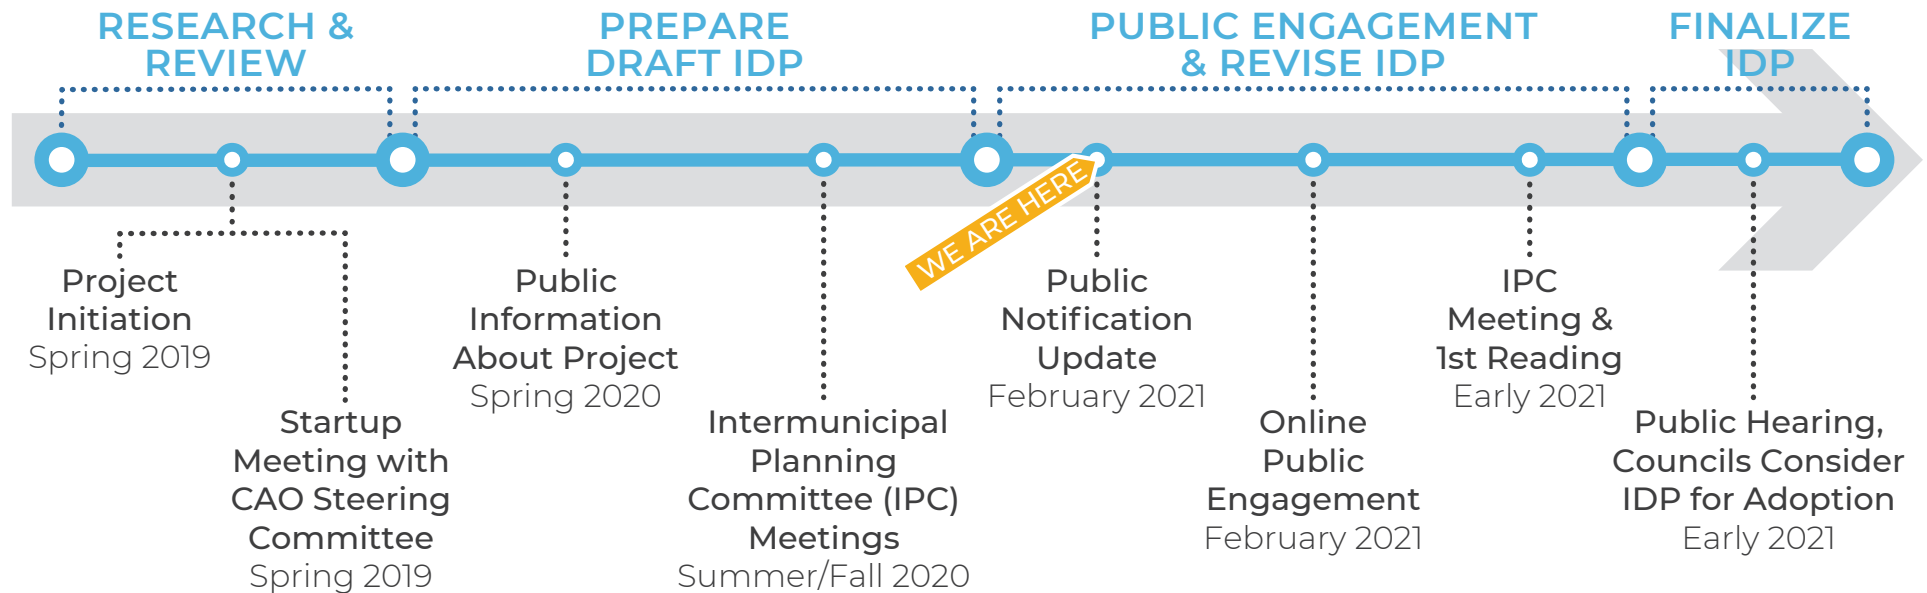 RESEARCH &
REVIEW
PREPARE
DRAFT IDP
PUBLIC ENGAGEMENT
& REVISE IDP
FINALIZE
IDP
WE ARE HERE
Project
Initiation
Spring 2019
Startup
Meeting with
CAO Steering
Committee
Spring 2019
Public
Information
About Project
Spring 2020
Intermunicipal
Planning
Committee (IPC)
Meetings
Summer/Fall 2020
Public
Notification
Update
February 2021
Online
Public
Engagement
February 2021
IPC
Meeting &
1st Reading
Early 2021
Public Hearing,
Councils Consider
IDP for Adoption
Early 2021